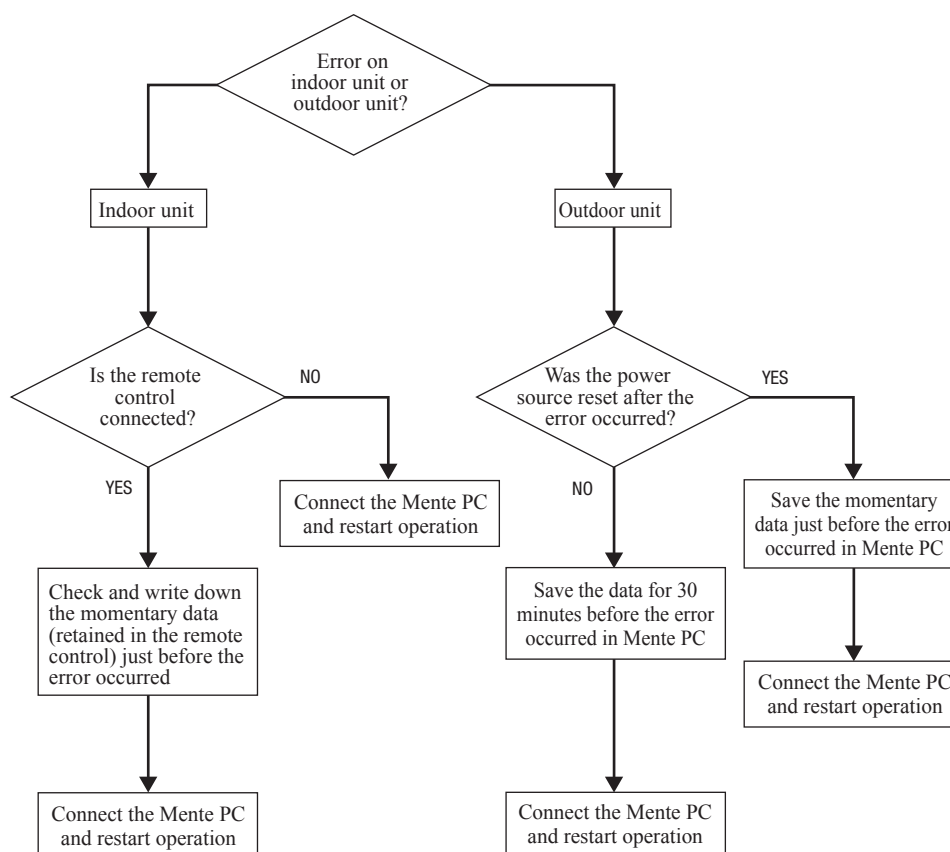 Error on
indoor unit or
outdoor unit?
Indoor unit
Outdoor unit
Is the remote
control
connected?
NO
YES
Connect the Mente PC
and restart operation
Check and write down
the momentary data
(retained in the remote
control) just before the
error occurred
Connect the Mente PC
and restart operation
Was the power
source reset after the
error occurred?
YES
NO
Save the momentary
data just before the error
occurred in Mente PC
Connect the Mente PC
and restart operation
Save the data for 30
minutes before the error
occurred in Mente PC
Connect the Mente PC
and restart operation